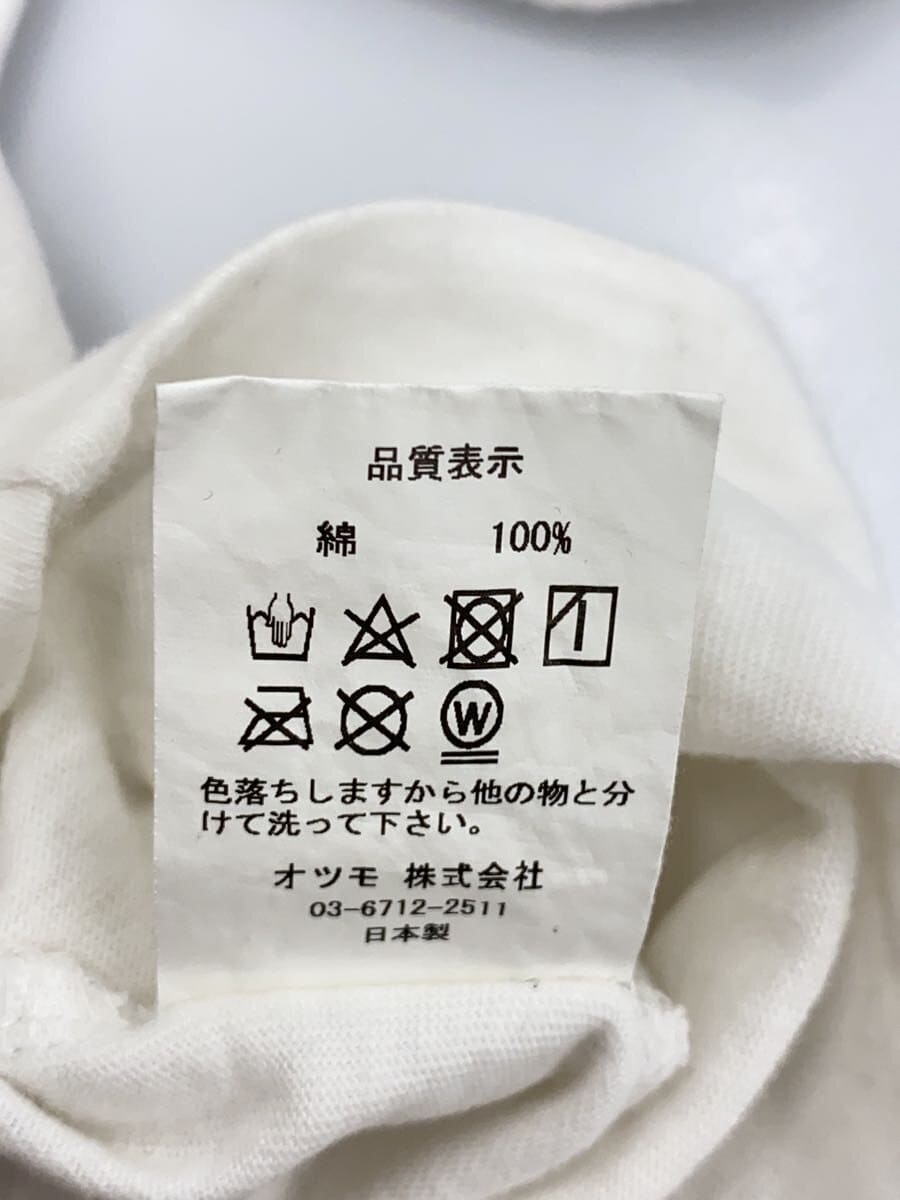 品質表示
綿 100%
W
色落ちしますから他の物と分
けて洗って下さい。
オツモ 株式会社
03-6712-2511
日本製